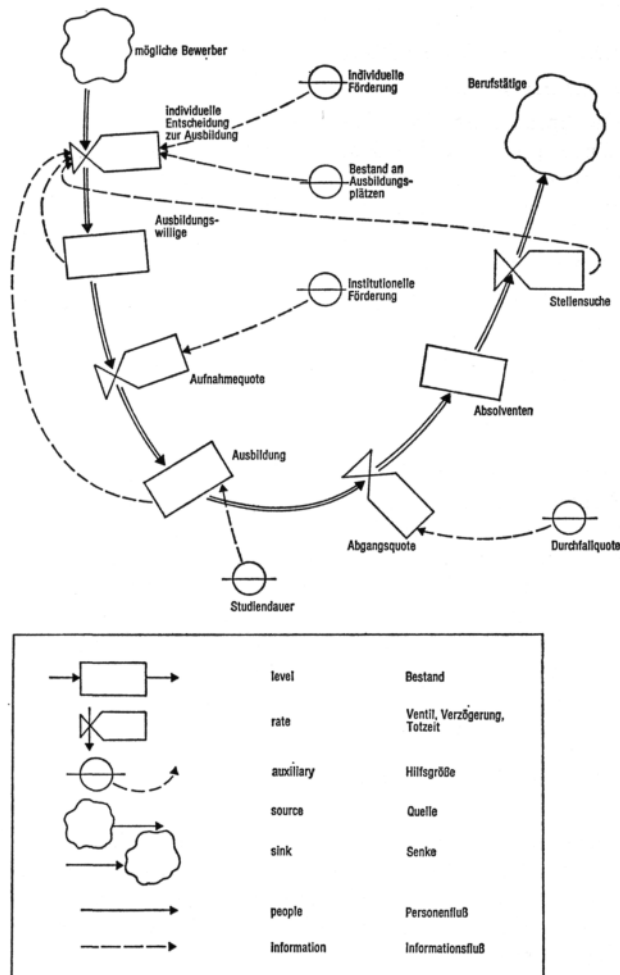 mögliche Bewerber
Individuelle
Förderung
Berufstätige
individuelle
Entscheidung
zur Ausbildung
Bestand an
Ausbildungs-
plätzen
Ausbildungs-
willige
Institutionelle
Förderung
Stellensuche
Aufnahmequote
Absolventen
Ausbildung
Abgangsquote
Durchfallquote
Studiendauer
level
Bestand
rate
Ventil, Verzögerung,
Totzeit
auxiliary
Hilfsgröße
source
Quelle
sink
Senke
people
Personenfluß
information
Informationsfluß